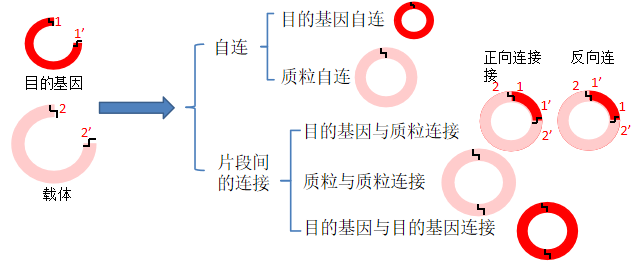 1
1′
目的基因
2
2′
载体
自连
目的基因自连
质粒自连
片段间
的连接
目的基因与质粒连接
质粒与质粒连接
目的基因与目的基因连接
正向连接
接
2 1
1′
2′
反向连
2 1′
1
2′